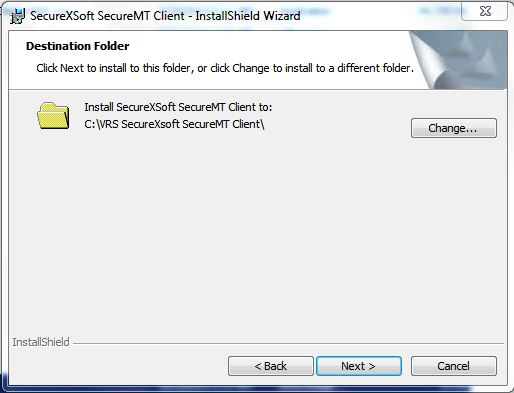 SecureXSoft SecureMT Client - InstallShield Wizard
Destination Folder
Click Next to install to this folder, or click Change to install to a different folder.
Install SecureXSoft SecureMT Client to:
C:\VRS SecureXsoft SecureMT Client\
Change...
InstallShield
< Back
Next >
Cancel